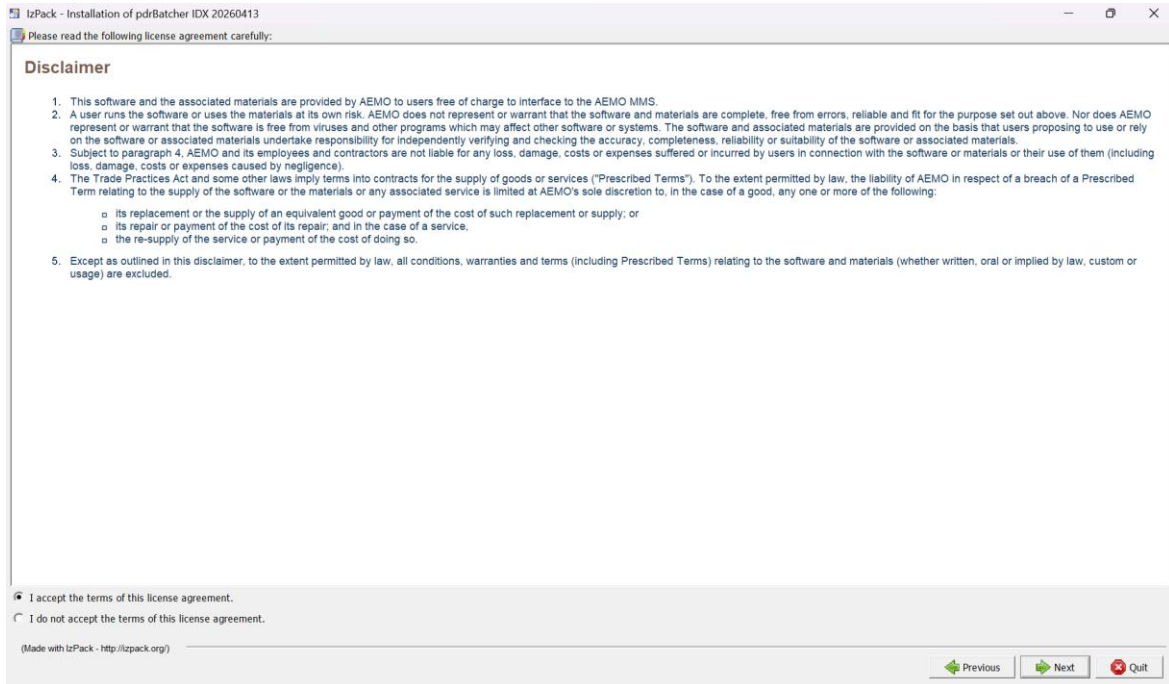 IzPack - Installation of pdrBatcher IDX 20260413
Please read the following license agreement carefully:
Disclaimer
1. This software and the associated materials are provided by AEMO to users free of charge to interface to the AEMO MMS.
2. A user runs the software or uses the materials at its own risk. AEMO does not represent or warrant that the software and materials are complete, free from errors, reliable and fit for the purpose set out above. Nor does AEMO
represent or warrant that the software is free from viruses and other programs which may affect other software or systems. The software and associated materials are provided on the basis that users proposing to use or rely
on the software or associated materials undertake responsibility for independently verifying and checking the accuracy, completeness, reliability or suitability of the software or associated materials.
3. Subject to paragraph 4, AEMO and its employees and contractors are not liable for any loss, damage, costs or expenses suffered or incurred by users in connection with the software or materials or their use of them (including
loss, damage, costs or expenses caused by negligence).
4. The Trade Practices Act and some other laws imply terms into contracts for the supply of goods or services ("Prescribed Terms"). To the extent permitted by law, the liability of AEMO in respect of a breach of a Prescribed
Term relating to the supply of the software or the materials or any associated service is limited at AEMO's sole discretion to, in the case of a good, any one or more of the following:
its replacement or the supply of an equivalent good or payment of the cost of such replacement or supply; or
its repair or payment of the cost of its repair; and in the case of a service,
the re-supply of the service or payment of the cost of doing so.
5. Except as outlined in this disclaimer, to the extent permitted by law, all conditions, warranties and terms (including Prescribed Terms) relating to the software and materials (whether written, oral or implied by law, custom or
usage) are excluded.
I accept the terms of this license agreement.
I do not accept the terms of this license agreement.
(Made with IzPack - http://izpack.org/)
Previous Next Quit